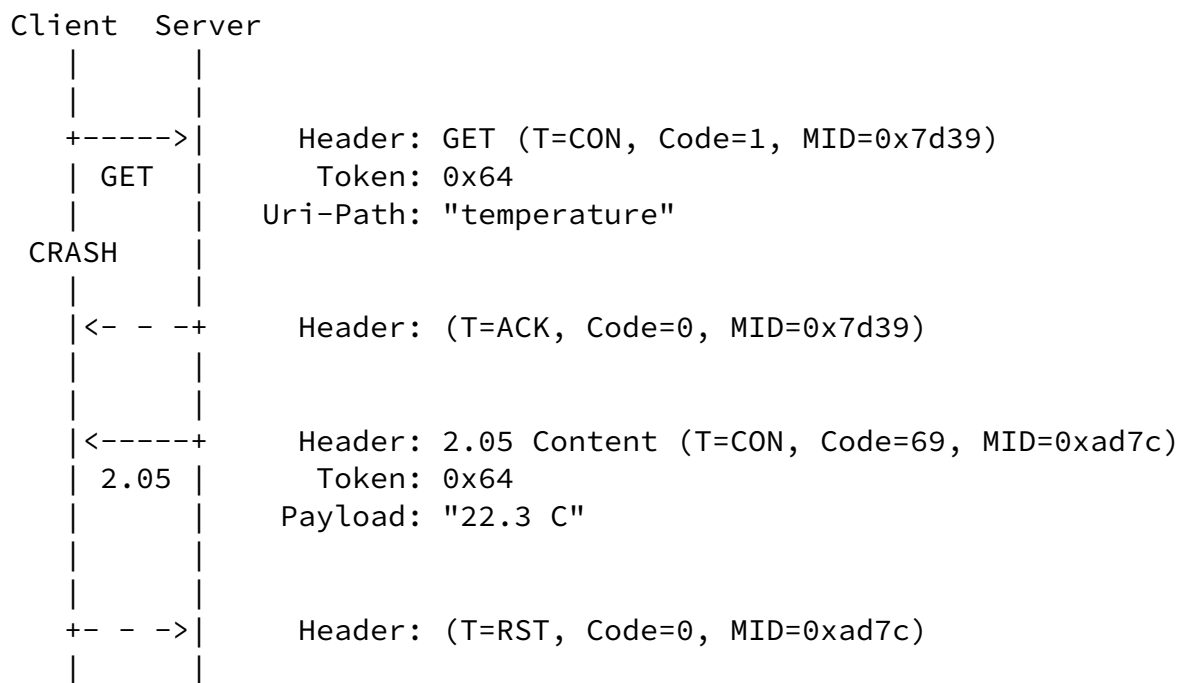 Client  Server
   |      |
   |      |
   +----->|     Header: GET (T=CON, Code=1, MID=0x7d39)
   | GET  |      Token: 0x64
   |      |   Uri-Path: "temperature"
 CRASH    |
   |      |
   |<- - -+     Header: (T=ACK, Code=0, MID=0x7d39)
   |      |
   |      |
   |<-----+     Header: 2.05 Content (T=CON, Code=69, MID=0xad7c)
   | 2.05 |      Token: 0x64
   |      |    Payload: "22.3 C"
   |      |
   |      |
   +- - ->|     Header: (T=RST, Code=0, MID=0xad7c)
   |      |